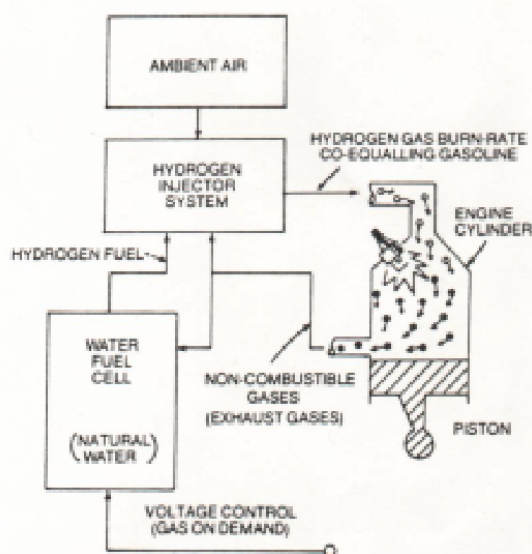 AMBIENT AIR
HYDROGEN
INJECTOR
SYSTEM
HYDROGEN GAS BURN-RATE
CO-EQUALLING GASOLINE
ENGINE
CYLINDER
HYDROGEN FUEL
WATER
FUEL
CELL
(NATURAL
WATER)
NON-COMBUSTIBLE
GASES
(EXHAUST GASES)
PISTON
VOLTAGE CONTROL
(GAS ON DEMAND)